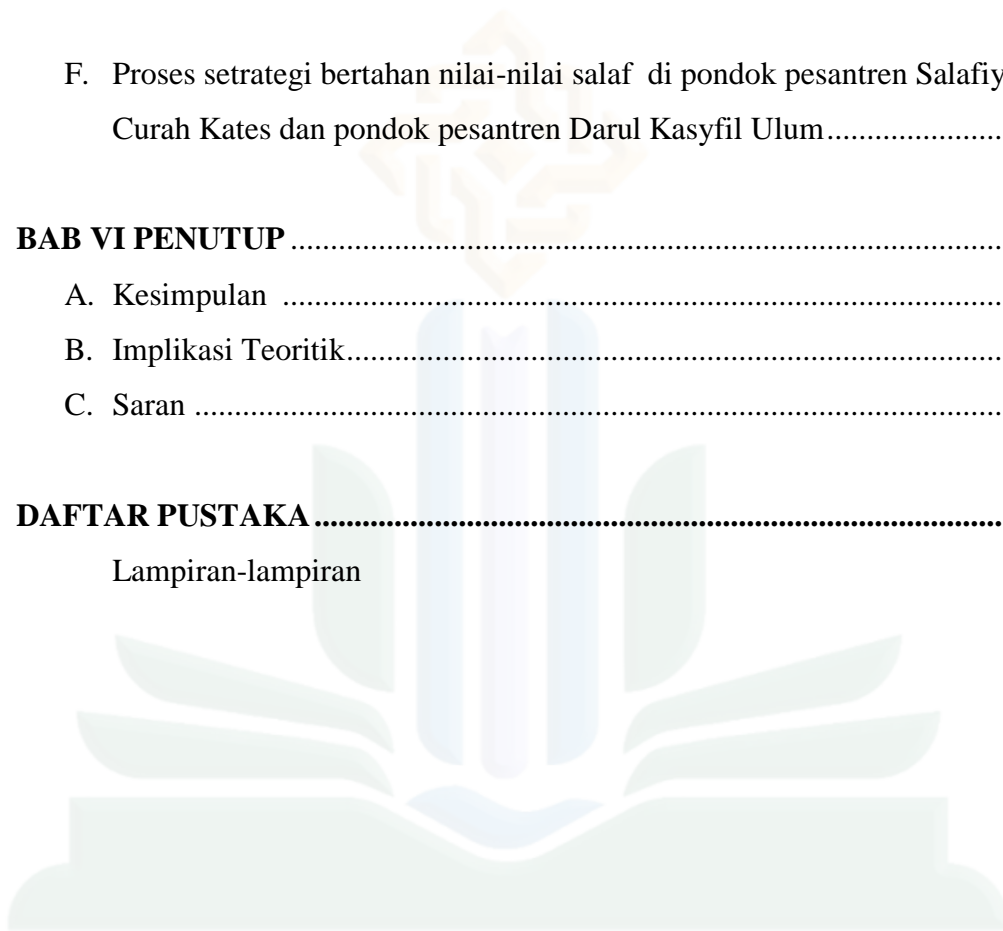 F. Proses setrategi bertahan nilai-nilai salaf di pondok pesantren
Curah Kates dan pondok pesantren Darul Kasyfil Ulum......................
BAB VI PENUTUP................................................................................
A. Kesimpulan ................................................................................
B. Implikasi Teoritik........................................................................
C. Saran ..........................................................................................
DAFTAR PUSTAKA.............................................................................
Lampiran-lampiran